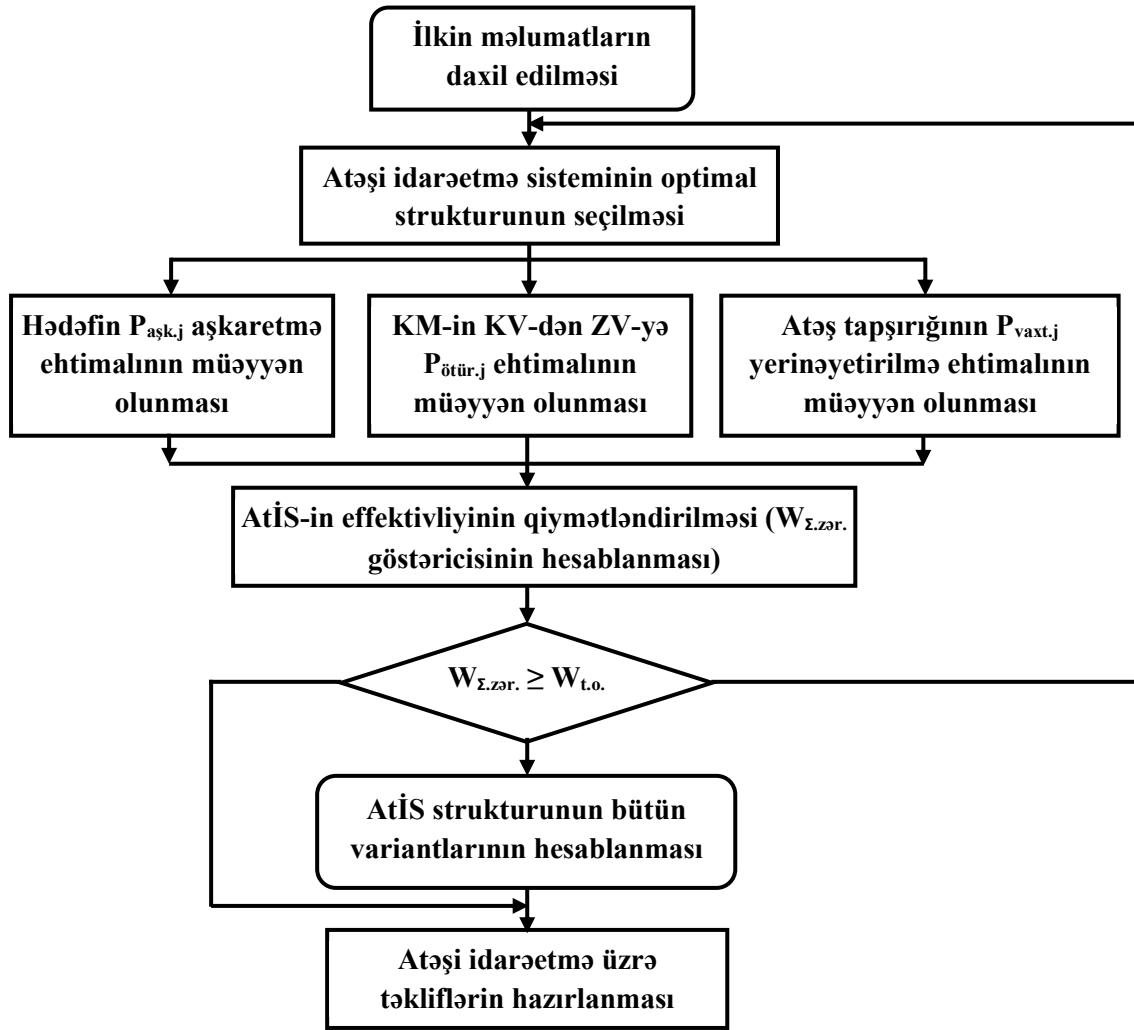 İlkin məlumatların
daxil edilməsi
Atəşi idarəetmə sisteminin optimal
strukturunun seçilməsi
Hədəfin Paşk.j aşkaretmə
ehtimalının müəyyən
olunması
KM-in KV-dən ZV-yə
Pötür.j ehtimalının
müəyyən olunması
Atəş tapşırığının Pvaxt.j
yerinəyetirilmə ehtimalının
müəyyən olunması
AtİS-in effektivliyinin qiymətləndirilməsi (WΣ.zər.
göstəricisinin hesablanması)
WΣ.zər. ≥ Wt.o.
AtİS strukturunun bütün
variantlarının hesablanması
Atəşi idarəetmə üzrə
təkliflərin hazırlanması